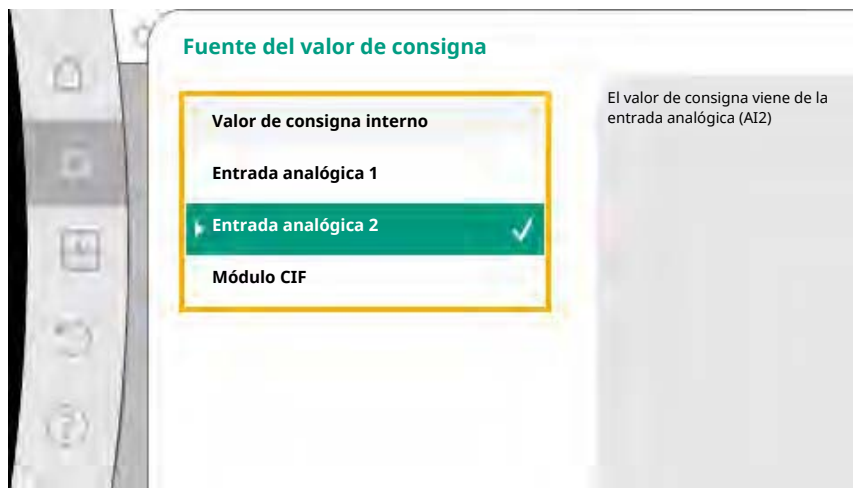 Fuente del valor de consigna
Valor de consigna interno
Entrada analógica 1
Entrada analógica 2
Módulo CIF
El valor de consigna viene de la
entrada analógica (AI2)